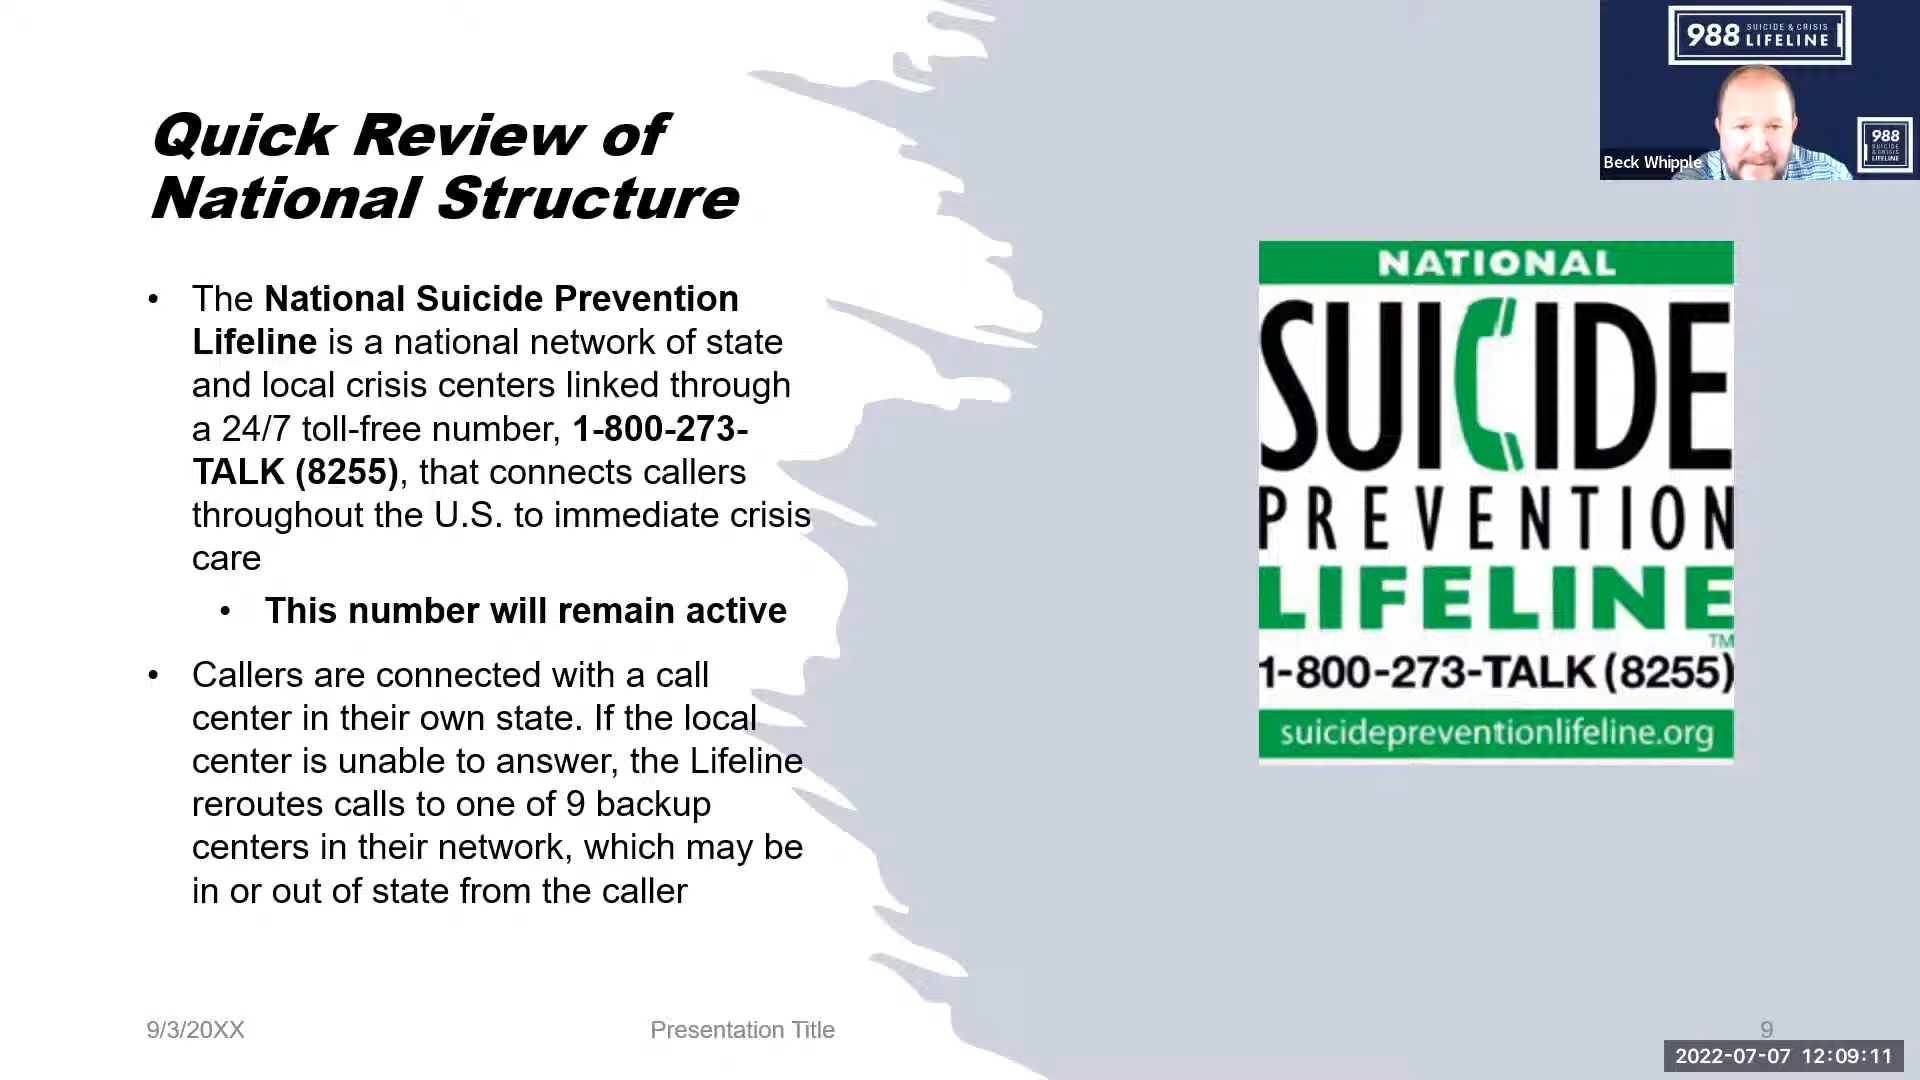 Quick Review of
National Structure
• The National Suicide Prevention
Lifeline is a national network of state
and local crisis centers linked through
a 24/7 toll-free number, 1-800-273-
TALK (8255), that connects callers
throughout the U.S. to immediate crisis
care
• This number will remain active
• Callers are connected with a call
center in their own state. If the local
center is unable to answer, the Lifeline
reroutes calls to one of 9 backup
centers in their network, which may be
in or out of state from the caller
9/3/20XX
Presentation Title
9
988 SUICIDE & CRISIS
LIFELINE
988
SUICIDE
& CRISIS
LIFELINE
Beck Whipple
NATIONAL
SUICIDE
PREVENTION
LIFELINE
TM
1-800-273-TALK (8255)
suicidepreventionlifeline.org
2022-07-07 12:09:11